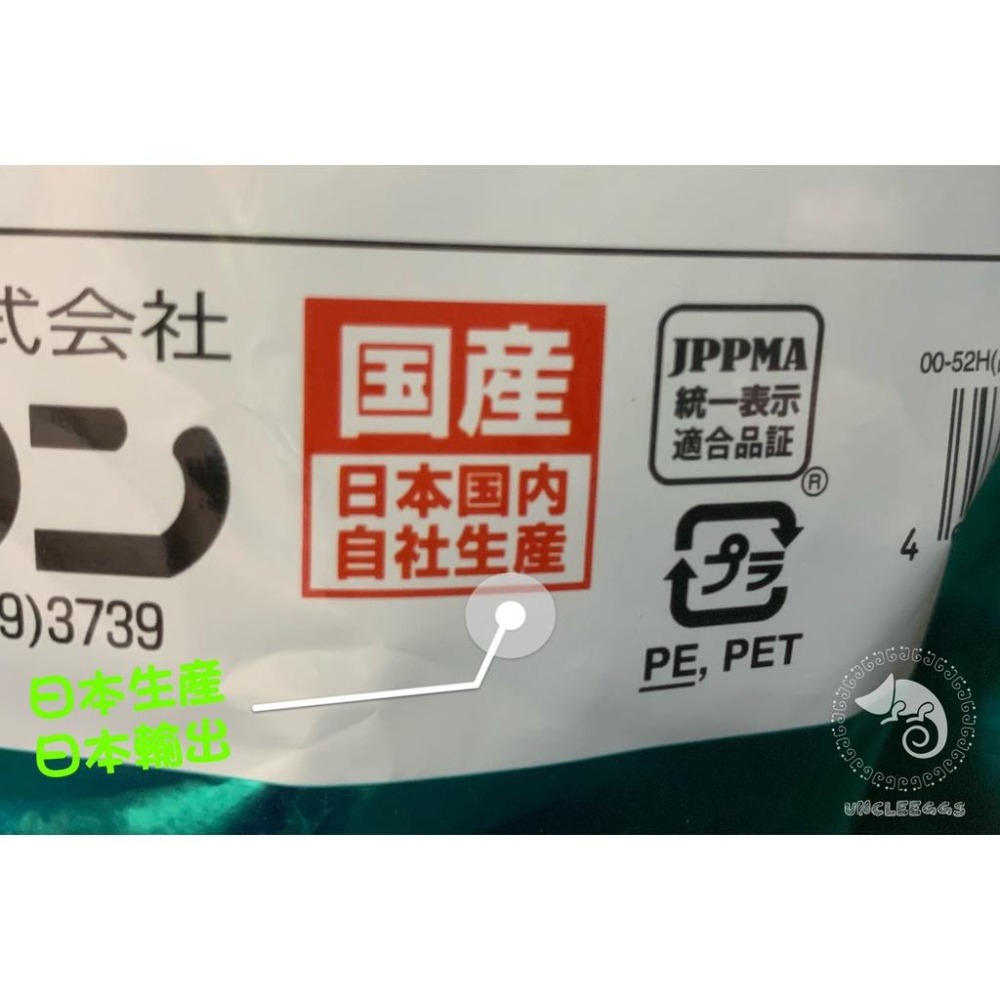 式会社
コン
9)3739
国産
日本国内
自社生産
JPPMA
統一表示
適合品証
®
プラ
PE, PET
00-52H(
4
日本生産
日本輸出
UNCLEEGGS